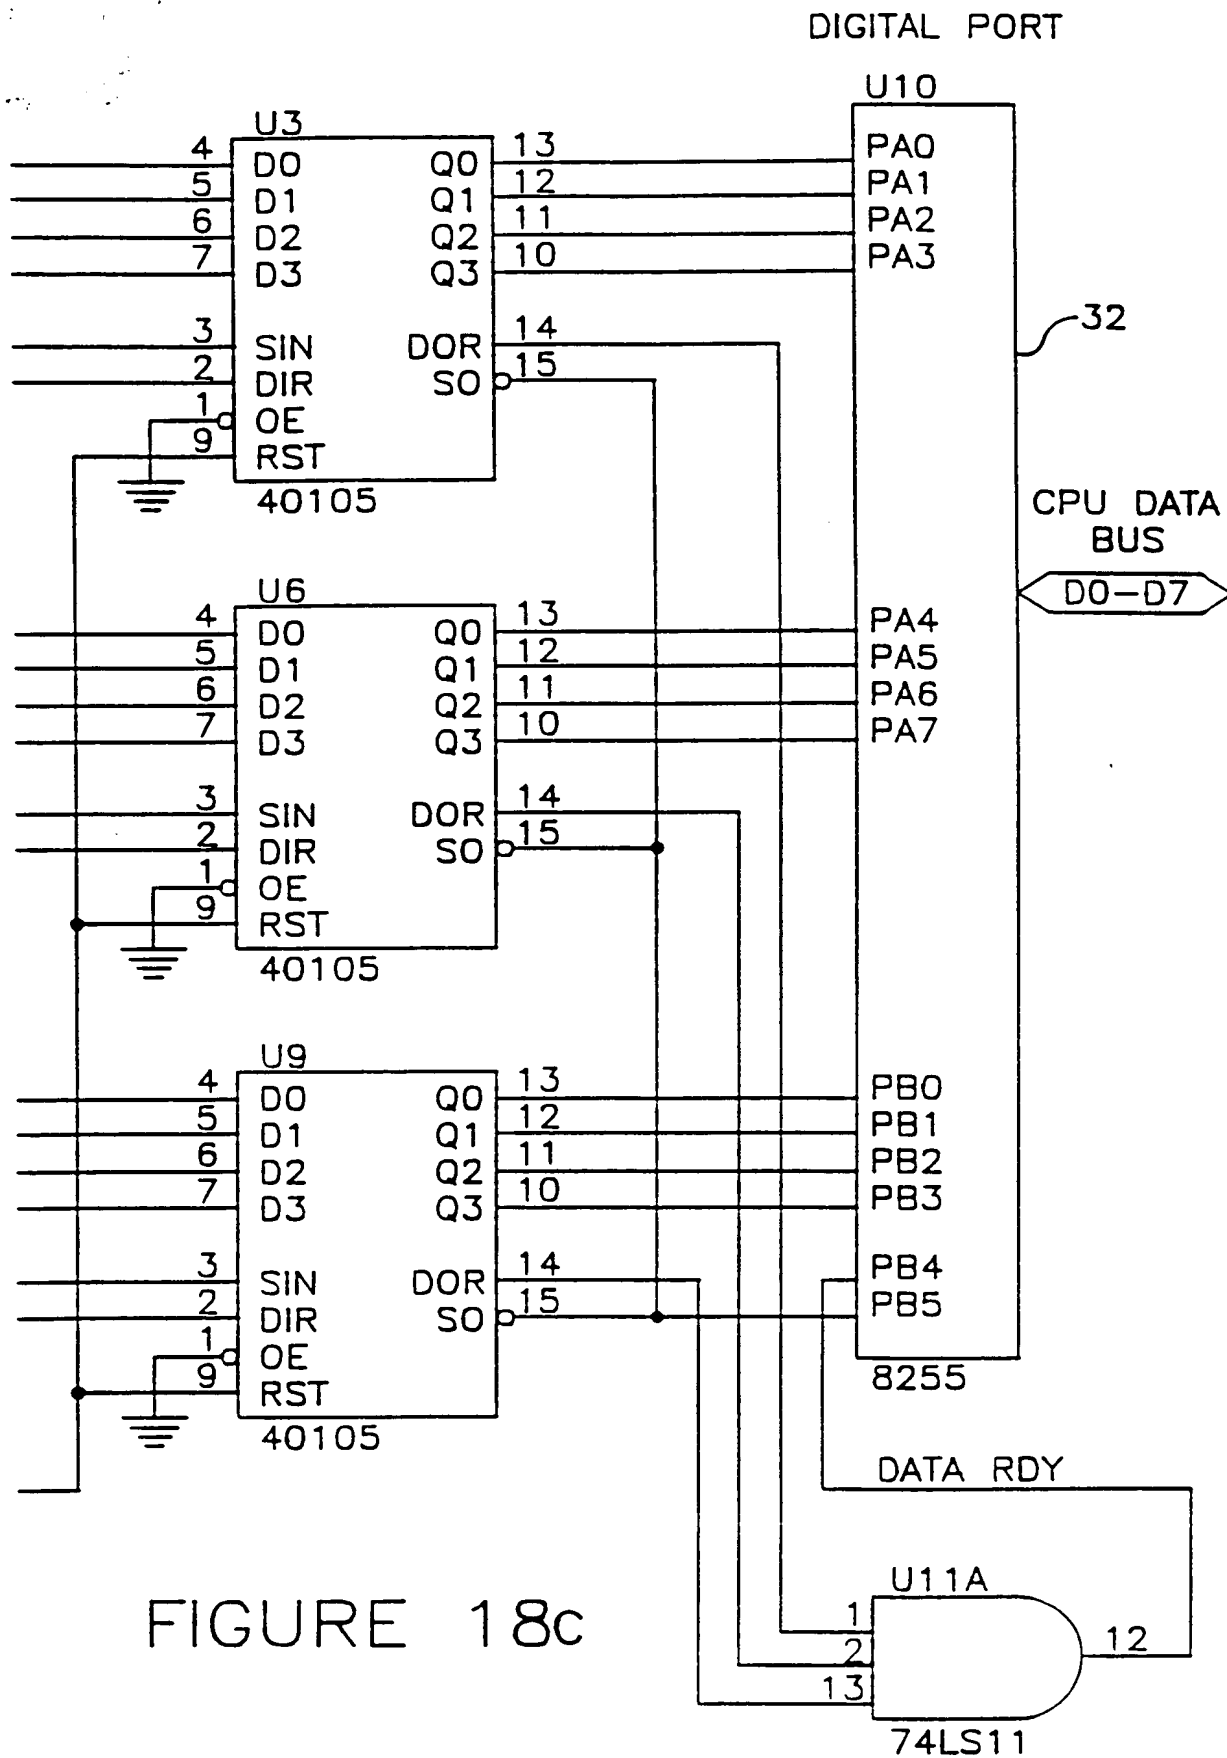 DIGITAL PORT
U10
U3
4 D0 Q0 13 PA0
5 D1 Q1 12 PA1
6 D2 Q2 11 PA2
7 D3 Q3 10 PA3
3 SIN DOR 14
2 DIR SO 15
1 OE
9 RST
40105
32
CPU DATA
BUS
D0-D7
U6
4 D0 Q0 13 PA4
5 D1 Q1 12 PA5
6 D2 Q2 11 PA6
7 D3 Q3 10 PA7
3 SIN DOR 14
2 DIR SO 15
1 OE
9 RST
40105
U9
4 D0 Q0 13 PB0
5 D1 Q1 12 PB1
6 D2 Q2 11 PB2
7 D3 Q3 10 PB3
3 SIN DOR 14 PB4
2 DIR SO 15 PB5
1 OE
9 RST
40105
8255
DATA RDY
U11A
1
2
13
12
74LS11
FIGURE 18c